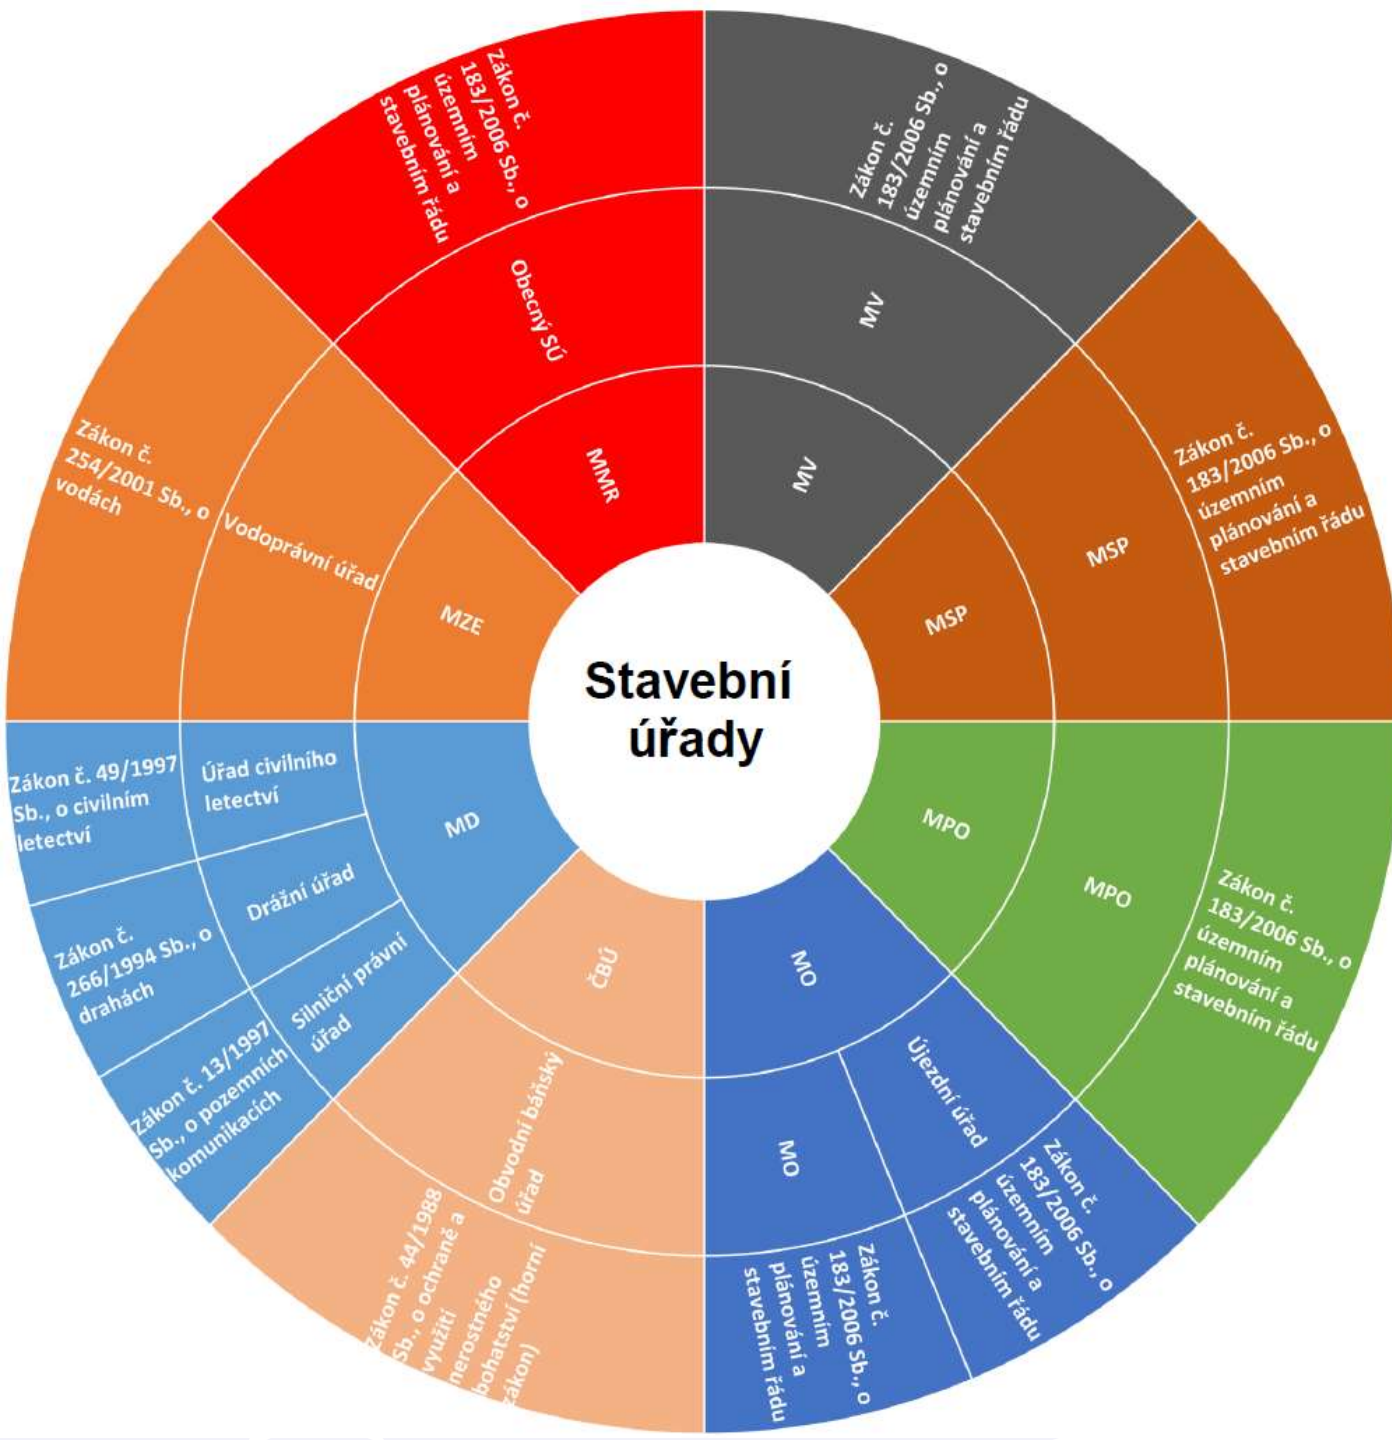 Stavební
úřady
MV
MV
Zákon č.
183/2006 Sb., o
územním
plánování a
stavebním řádu
MSP
MSP
Zákon č.
183/2006 Sb., o
územním
plánování a
stavebním řádu
MPO
MPO
Zákon č.
183/2006 Sb., o
územním
plánování a
stavebním řádu
MO
Újezdní úřad
Zákon č.
183/2006 Sb., o
územním
plánování a
stavebním řádu
MO
Zákon č.
183/2006 Sb., o
územním
plánování a
stavebním řádu
ČBÚ
Obvodní báňský
úřad
Zákon č. 44/1988
Sb., o ochraně a
využití
nerostného
bohatství (horní
zákon)
MD
Silniční právní
úřad
Zákon č. 13/1997
Sb., o pozemních
komunikacích
Drážní úřad
Zákon č.
266/1994 Sb., o
drahách
Úřad civilního
letectví
Zákon č. 49/1997
Sb., o civilním
letectví
MZE
Vodoprávní úřad
Zákon č.
254/2001 Sb., o
vodách
MMR
Obecný SÚ
Zákon č.
183/2006 Sb., o
územním
plánování a
stavebním řádu